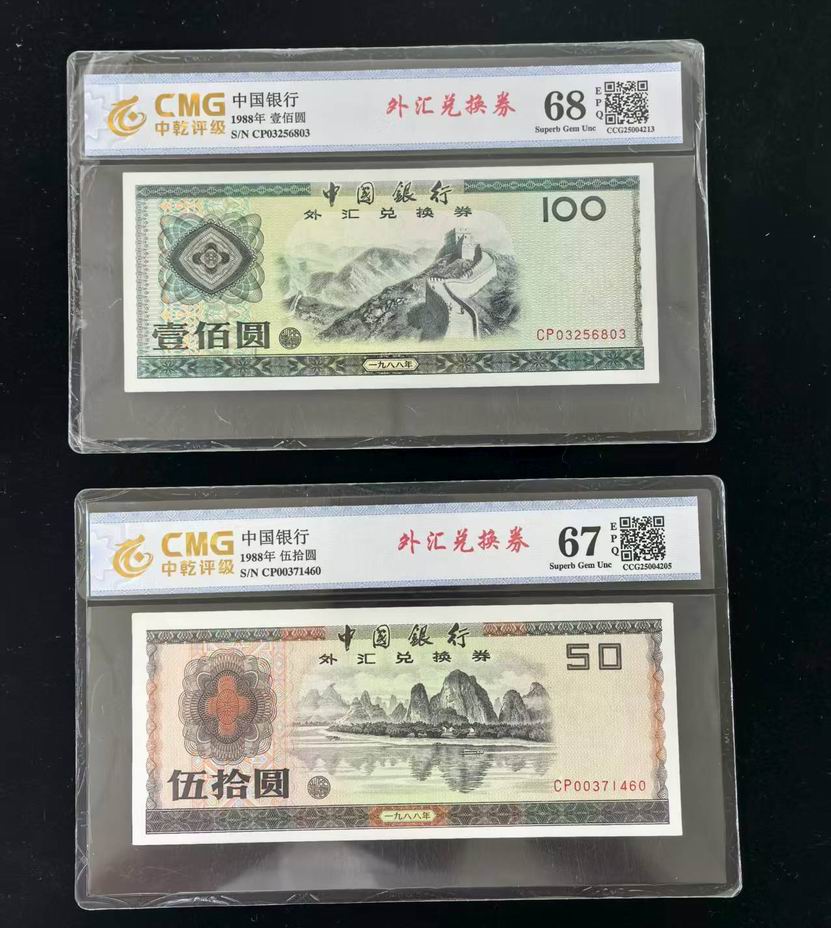 CMG
中乾评级
中国银行
1988年 壹佰圆
S/N CP03256803
外汇兑换券
68
EPQ
Superb Gem Unc
CCG25004213
中國銀行
外汇兑换券
100
壹佰圆
CP03256803
一九八八年
CMG
中乾评级
中国银行
1988年 伍拾圆
S/N CP00371460
外汇兑换券
67
EPQ
Superb Gem Unc
CCG25004205
中國銀行
外汇兑换券
50
伍拾圆
CP00371460
一九八八年